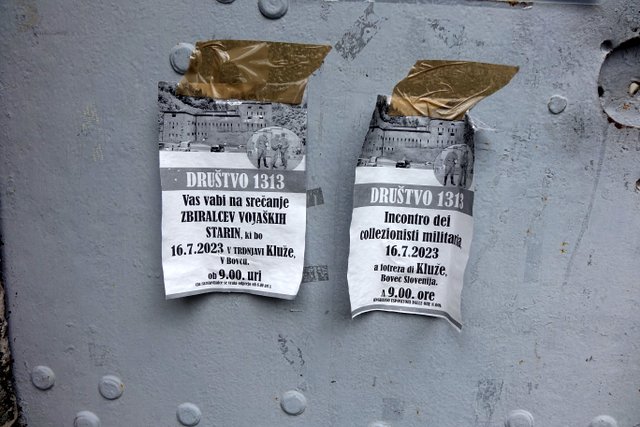 DRUŠTVO 1313
Vas vabi na srečanje
ZBIRALCEV VOJAŠKIH
STARIN, ki bo
16.7.2023 V TRDNJAVI Kluže,
V Bovcu.
ob 9.00. uri
DRUŠTVO 1313
Incontro dei
collezionisti militaria
16.7.2023
a fotreza di Kluže,
Bovec Slovenija.
A 9,00. ore